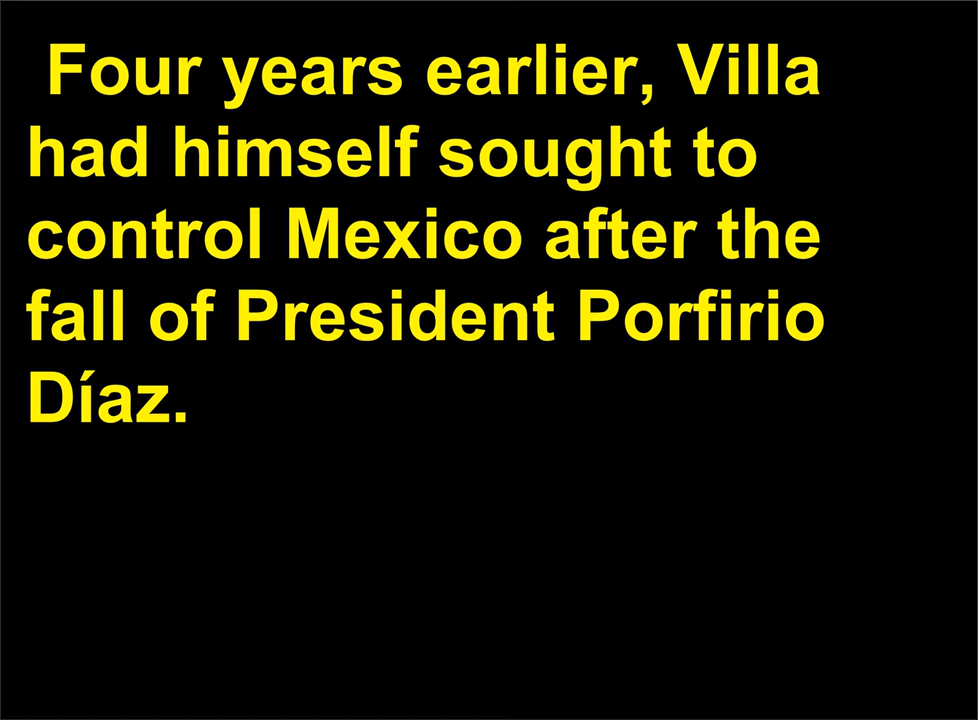 Four years earlier, Villa
had himself sought to
control Mexico after the
fall of President Porfirio
Díaz.